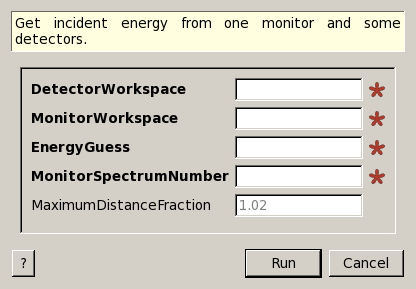 Get incident energy from one monitor and some
detectors.
DetectorWorkspace
MonitorWorkspace
EnergyGuess
MonitorSpectrumNumber
MaximumDistanceFraction 1.02
? Run Cancel